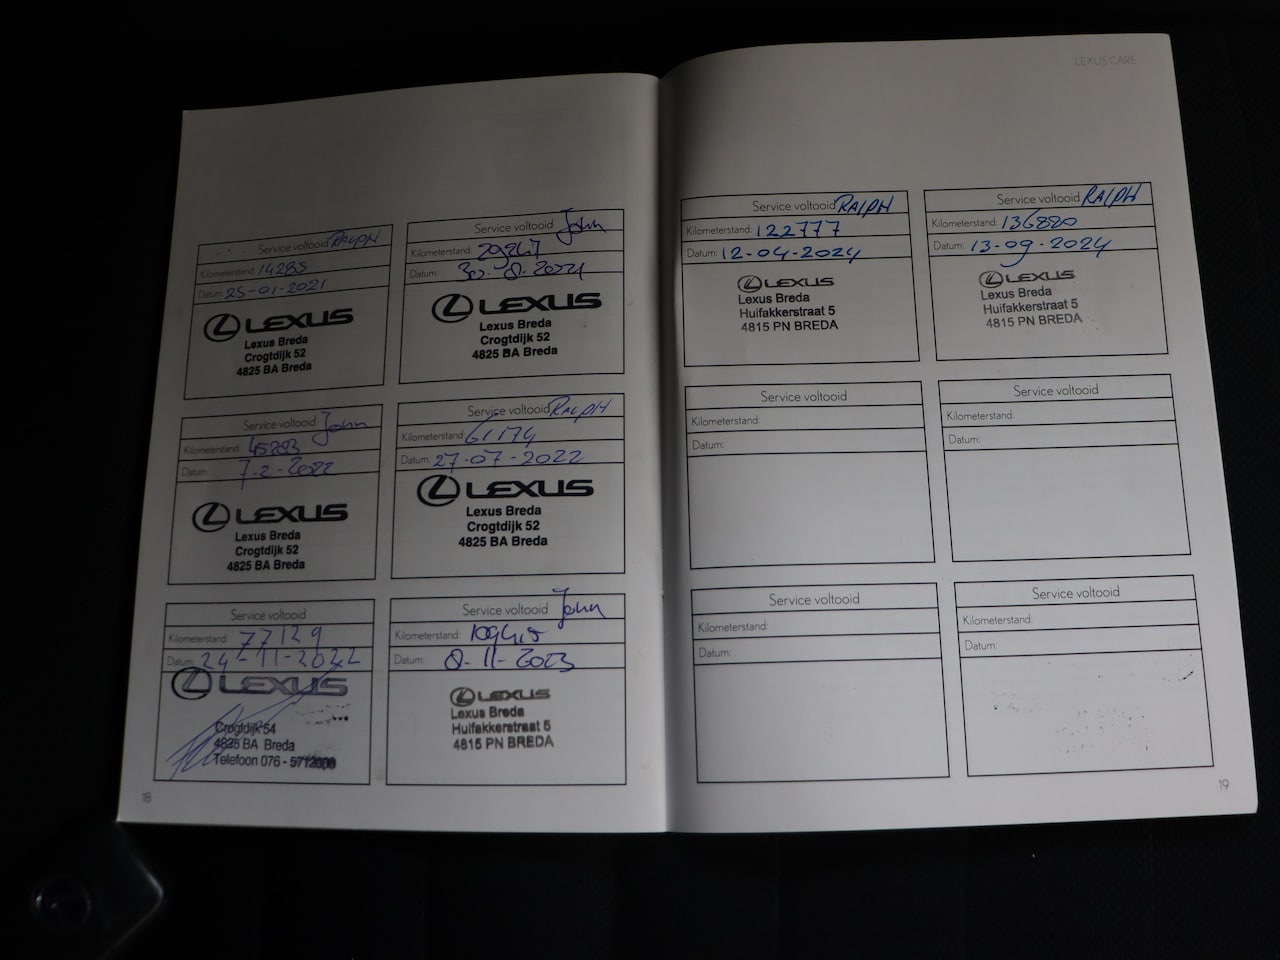 LEXUS CARE
Service voltooid RALPH
Kilometerstand: 14285
Datum: 25-01-2021
LEXUS
Lexus Breda
Crogtdijk 52
4825 BA Breda
Service voltooid John
Kilometerstand:
Datum: 30-8-2021
LEXUS
Lexus Breda
Crogtdijk 52
4825 BA Breda
Service voltooid John
Kilometerstand: 45283
Datum: 7-2-2022
LEXUS
Lexus Breda
Crogtdijk 52
4825 BA Breda
Service voltooid RALPH
Kilometerstand: 61174
Datum: 27-07-2022
LEXUS
Lexus Breda
Crogtdijk 52
4825 BA Breda
Service voltooid
Kilometerstand: 77129
Datum: 24-11-2022
LEXUS
Crogtdijk 54
4825 BA Breda
Telefoon 076 -
Service voltooid John
Kilometerstand:
Datum: 8-11-2023
LEXUS
Lexus Breda
Huifakkerstraat 5
4815 PN BREDA
18
Service voltooid RALPH
Kilometerstand: 122777
Datum: 12-04-2024
LEXUS
Lexus Breda
Huifakkerstraat 5
4815 PN BREDA
Service voltooid RALPH
Kilometerstand: 136880
Datum: 13-09-2024
LEXUS
Lexus Breda
Huifakkerstraat 5
4815 PN BREDA
Service voltooid
Kilometerstand:
Datum:
Service voltooid
Kilometerstand:
Datum:
Service voltooid
Kilometerstand:
Datum:
Service voltooid
Kilometerstand:
Datum:
19